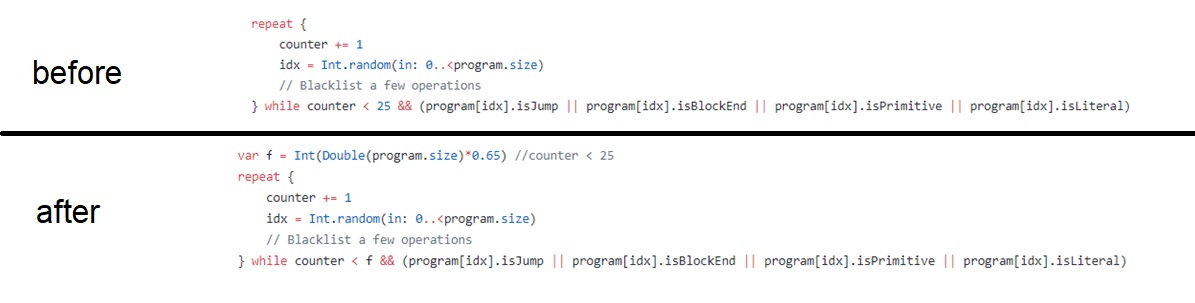 before
repeat {
counter += 1
idx = Int.random(in: 0..<program.size)
// Blacklist a few operations
} while counter < 25 && (program[idx].isJump || program[idx].isBlockEnd || program[idx].isPrimitive || program[idx].isLiteral)
after
var f = Int(Double(program.size)*0.65) //counter < 25
repeat {
counter += 1
idx = Int.random(in: 0..<program.size)
// Blacklist a few operations
} while counter < f && (program[idx].isJump || program[idx].isBlockEnd || program[idx].isPrimitive || program[idx].isLiteral)